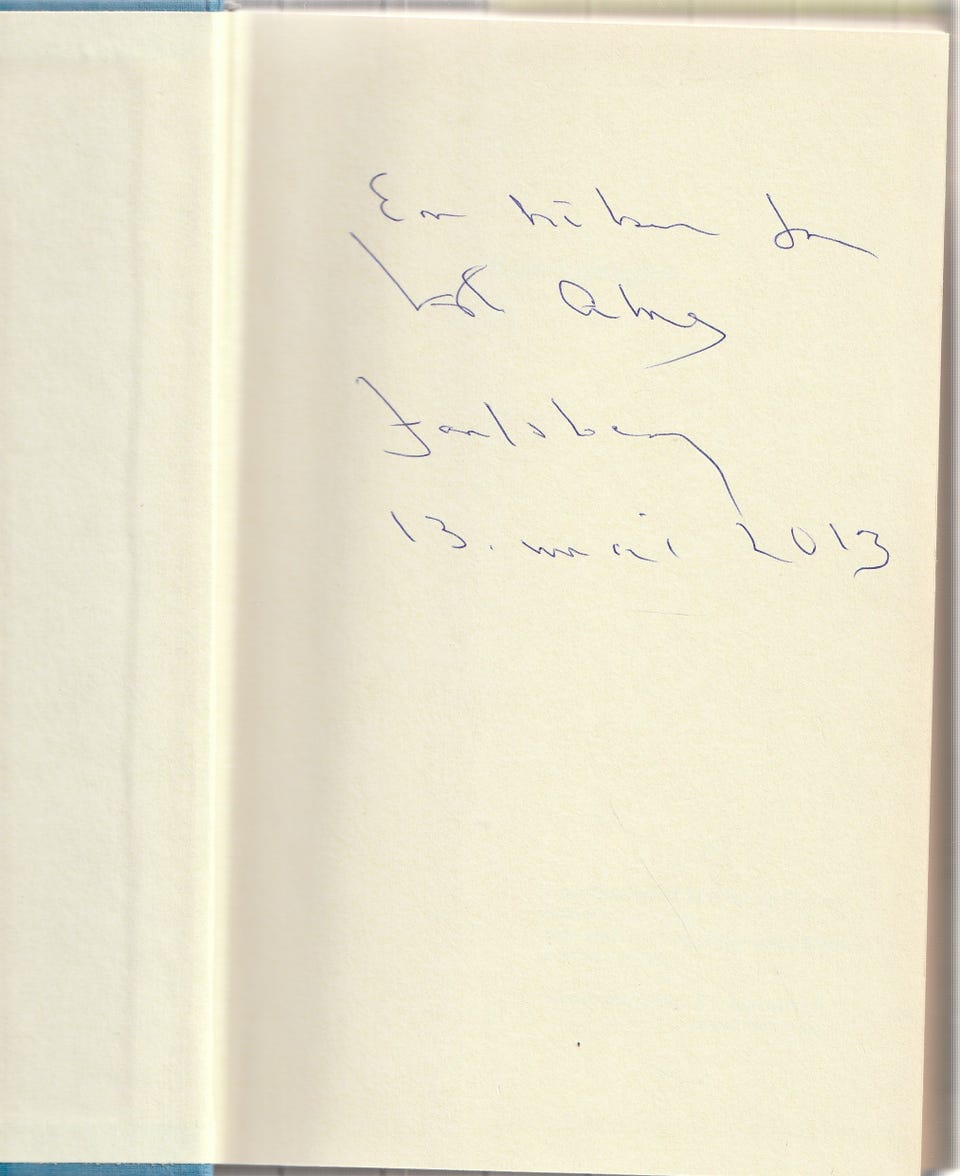 En hilsen fra
Jarlsberg
13. mai 2013